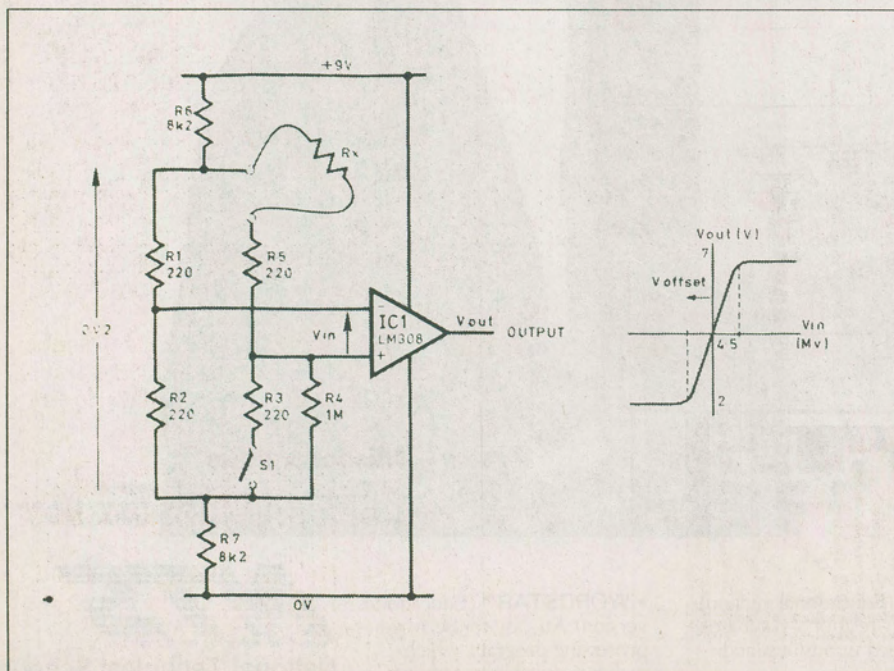 +9V
R6
8k2
Rx
R1
220
R5
220
0V2
Vin
IC1
LM308
Vout
OUTPUT
R2
220
R3
220
R4
1M
S1
R7
8k2
0V
Vout (V)
7
Voffset
Vin
4·5
(Mv)
2